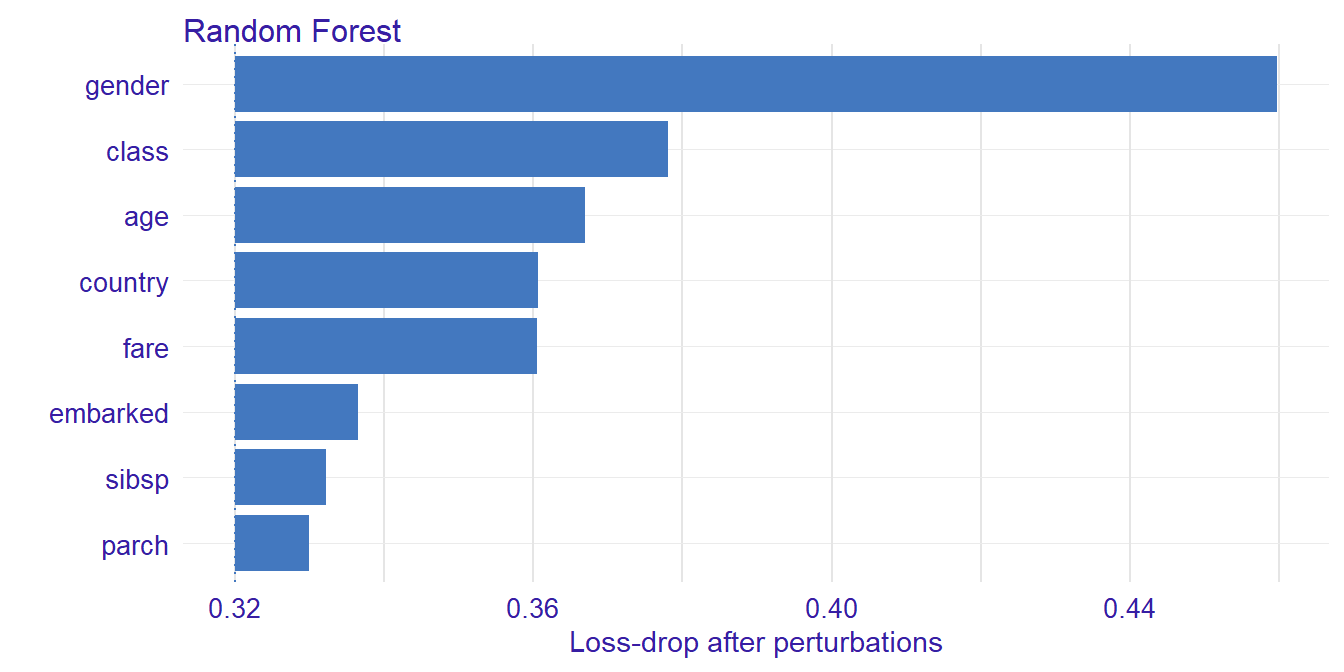 Random Forest
gender
class
age
country
fare
embarked
sibsp
parch
0.32 0.36 0.40 0.44
Loss-drop after perturbations